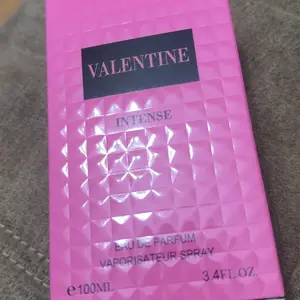 VALENTINE
INTENSE
EAU DE PARFUM
VAPORISATEUR SPRAY
e 100ML
3.4FL.OZ.